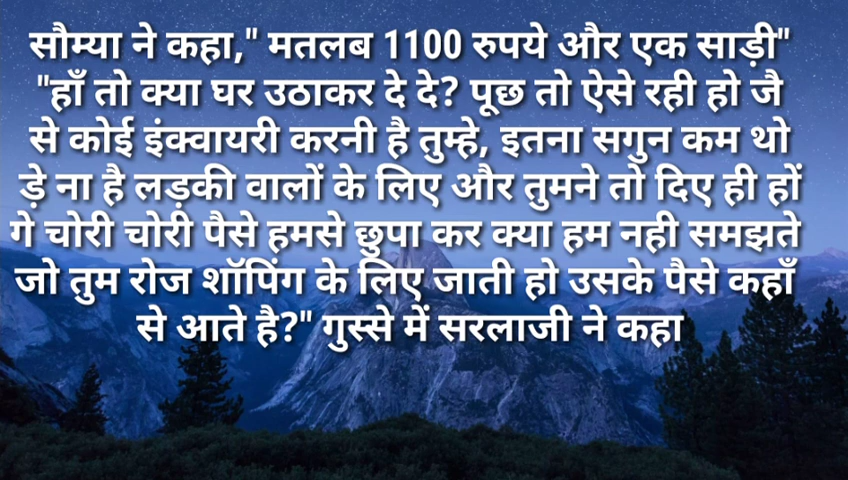 सौम्या ने कहा," मतलब 1100 रुपये और एक साड़ी"
"हाँ तो क्या घर उठाकर दे दे? पूछ तो ऐसे रही हो जै
से कोई इंक्वायरी करनी है तुम्हे, इतना सगुन कम थो
ड़े ना है लड़की वालों के लिए और तुमने तो दिए ही हों
गे चोरी चोरी पैसे हमसे छुपा कर क्या हम नही समझते
जो तुम रोज शॉपिंग के लिए जाती हो उसके पैसे कहाँ
से आते है?" गुस्से में सरलाजी ने कहा